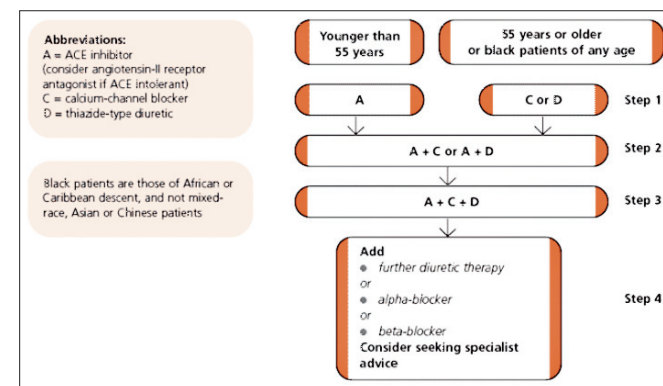 Abbreviations:
A = ACE inhibitor
(consider angiotensin-II receptor
antagonist if ACE intolerant)
C = calcium-channel blocker
D = thiazide-type diuretic
Black patients are those of African or
Caribbean descent, and not mixed-
race, Asian or Chinese patients
Younger than
55 years
55 years or older
or black patients of any age
A
C or D
Step 1
A + C or A + D
Step 2
A + C + D
Step 3
Add
• further diuretic therapy
or
• alpha-blocker
or
• beta-blocker
Consider seeking specialist
advice
Step 4